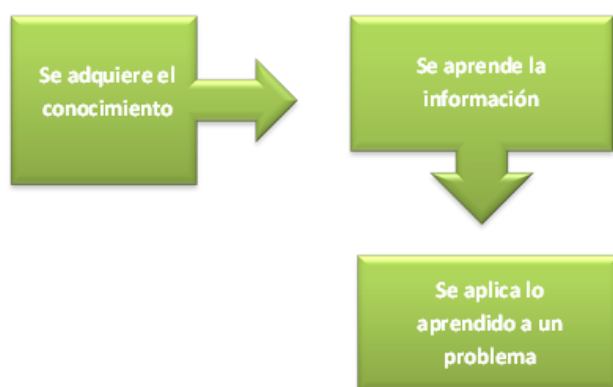 Se adquiere el
conocimiento
Se aprende la
información
Se aplica lo
aprendido a un
problema